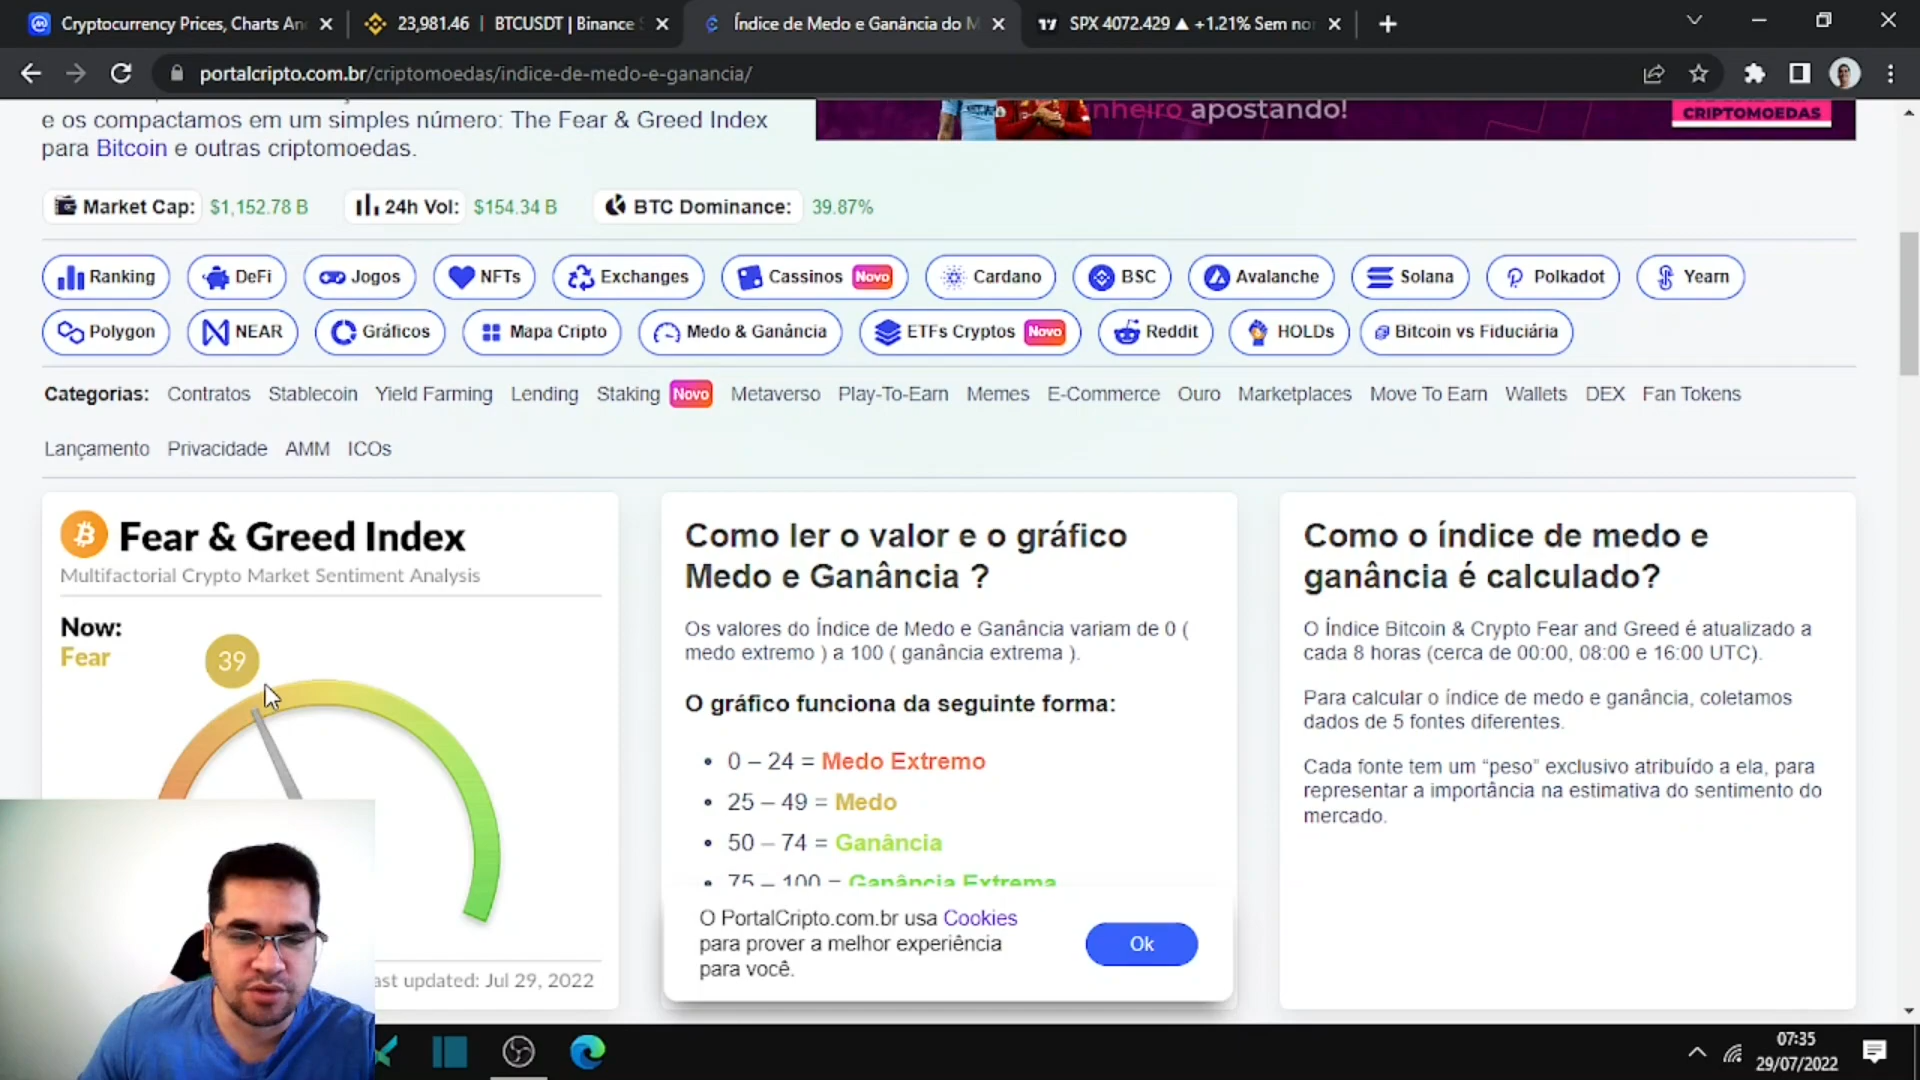 Cryptocurrency Prices, Charts An
23,981.46 | BTCUSDT | Binance S
Índice de Medo e Ganância do M
SPX 4072.429 ▲ +1.21% Sem no
portalcripto.com.br/criptomoedas/indice-de-medo-e-ganancia/
e os compactamos em um simples número: The Fear & Greed Index
para Bitcoin e outras criptomoedas.
nheiro apostando!
CRIPTOMOEDAS
Market Cap: $1,152.78 B 24h Vol: $154.34 B BTC Dominance: 39.87%
Ranking DeFi Jogos NFTs Exchanges Cassinos Novo Cardano BSC Avalanche Solana Polkadot Yearn
Polygon NEAR Gráficos Mapa Cripto Medo & Ganância ETFs Cryptos Novo Reddit HOLDs Bitcoin vs Fiduciária
Categorias: Contratos Stablecoin Yield Farming Lending Staking Novo Metaverso Play-To-Earn Memes E-Commerce Ouro Marketplaces Move To Earn Wallets DEX Fan Tokens
Lançamento Privacidade AMM ICOs
Fear & Greed Index
Multifactorial Crypto Market Sentiment Analysis
Now:
Fear
39
ast updated: Jul 29, 2022
Como ler o valor e o gráfico
Medo e Ganância ?
Os valores do Índice de Medo e Ganância variam de 0 (
medo extremo ) a 100 ( ganância extrema ).
O gráfico funciona da seguinte forma:
• 0 – 24 = Medo Extremo
• 25 – 49 = Medo
• 50 – 74 = Ganância
• 75 – 100 = Ganância Extrema
O PortalCripto.com.br usa Cookies
para prover a melhor experiência
para você.
Ok
Como o índice de medo e
ganância é calculado?
O Índice Bitcoin & Crypto Fear and Greed é atualizado a
cada 8 horas (cerca de 00:00, 08:00 e 16:00 UTC).
Para calcular o índice de medo e ganância, coletamos
dados de 5 fontes diferentes.
Cada fonte tem um “peso” exclusivo atribuído a ela, para
representar a importância na estimativa do sentimento do
mercado.
07:35
29/07/2022